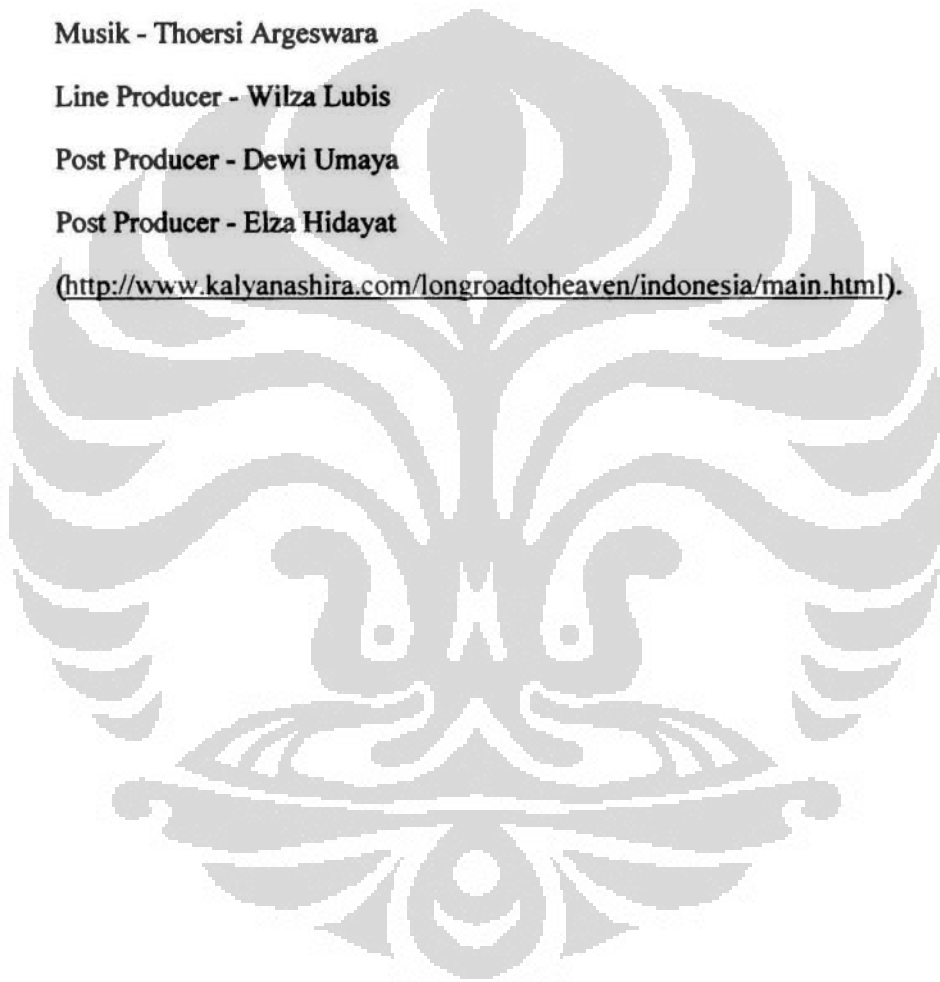 Musik - Thoersi Argeswara
Line Producer - Wilza Lubis
Post Producer - Dewi Umaya
Post Producer - Elza Hidayat
(http://www.kalyanashira.com/longroadtoheaven/indonesia/main.html).